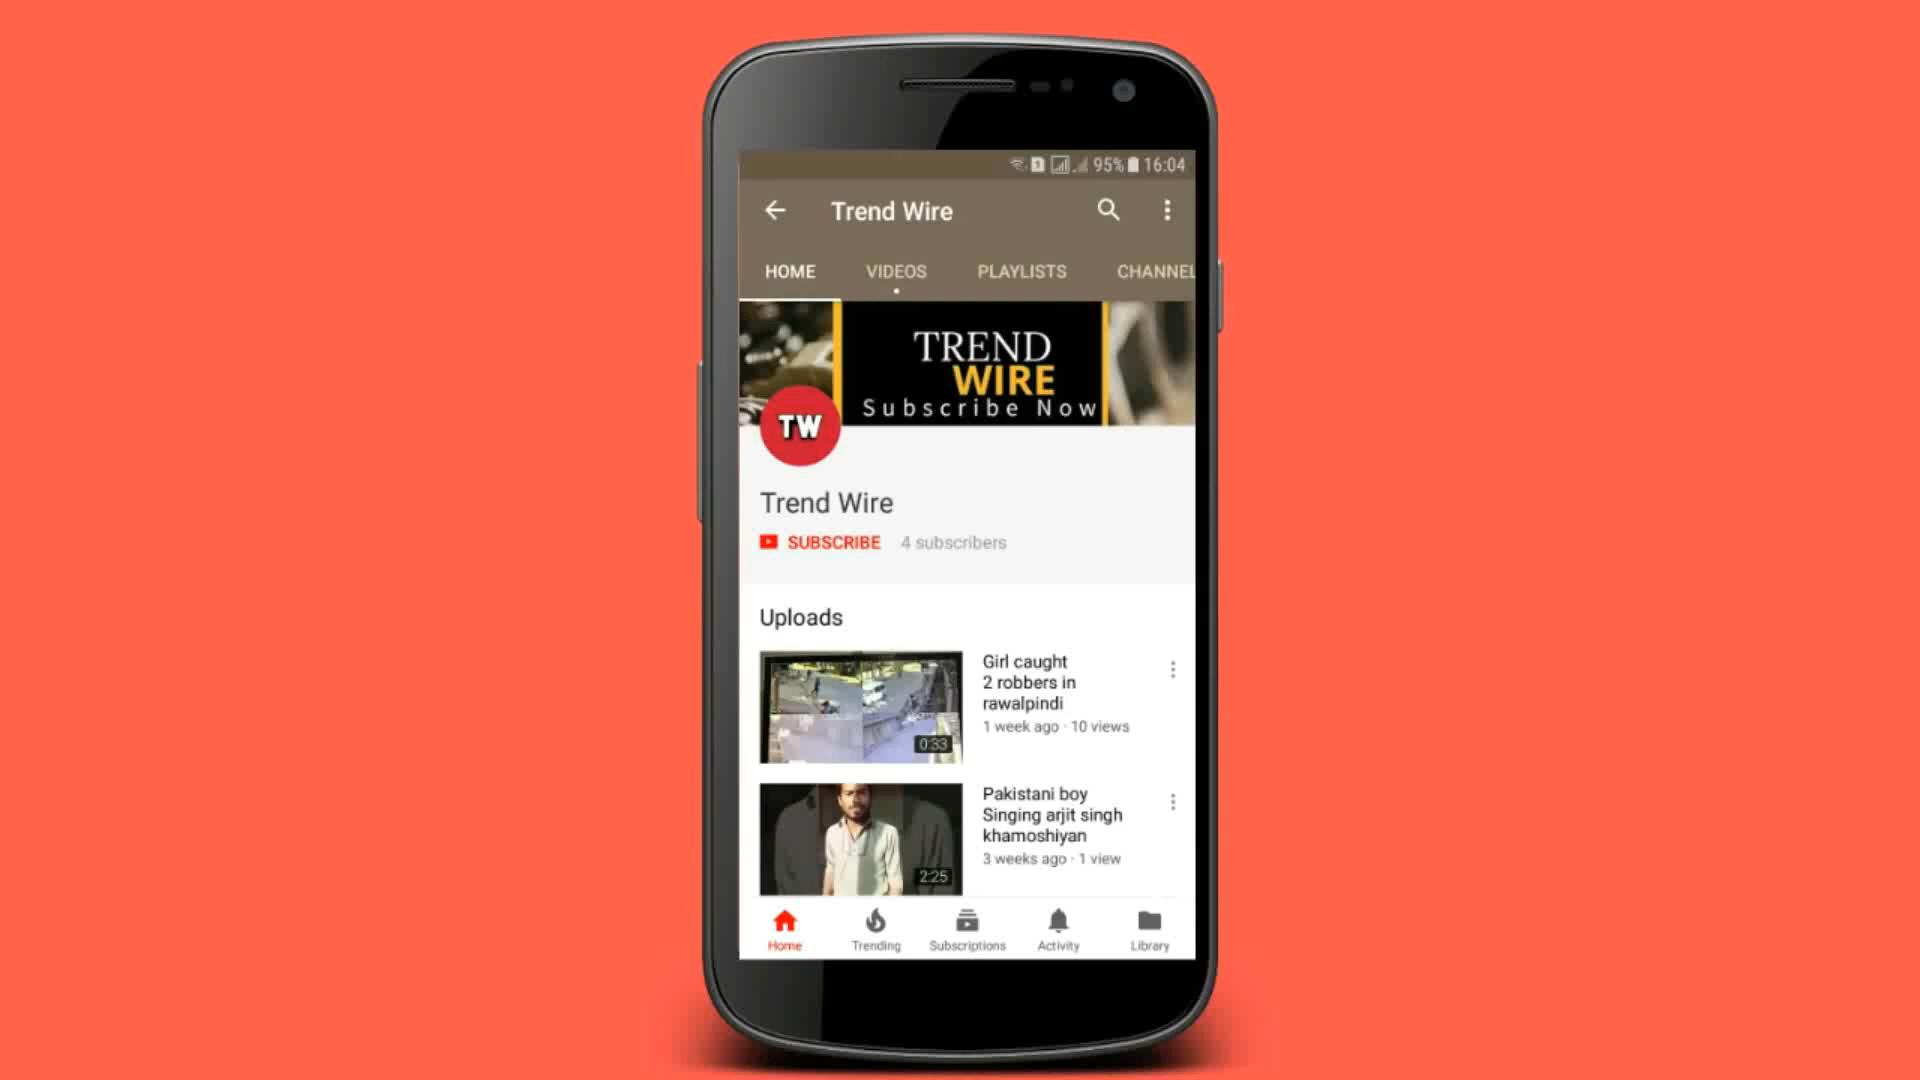 95% 16:04
Trend Wire
HOME VIDEOS PLAYLISTS CHANNEL
TREND
WIRE
Subscribe Now
TW
Trend Wire
SUBSCRIBE 4 subscribers
Uploads
Girl caught
2 robbers in
rawalpindi
1 week ago · 10 views
0:33
Pakistani boy
Singing arjit singh
khamoshiyan
3 weeks ago · 1 view
2:25
Home Trending Subscriptions Activity Library